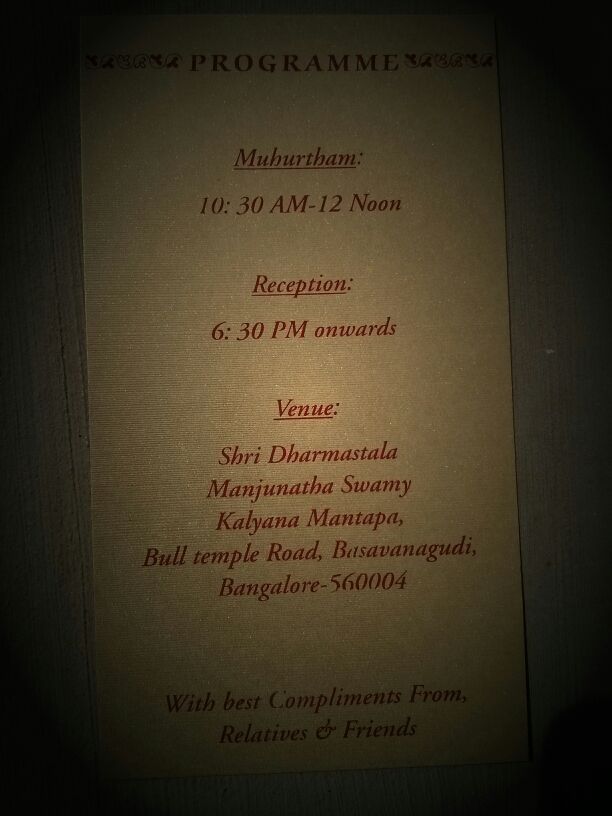 PROGRAMME
Muhurtham:
10: 30 AM-12 Noon
Reception:
6: 30 PM onwards
Venue:
Shri Dharmastala
Manjunatha Swamy
Kalyana Mantapa,
Bull temple Road, Basavanagudi,
Bangalore-560004
With best Compliments From,
Relatives & Friends